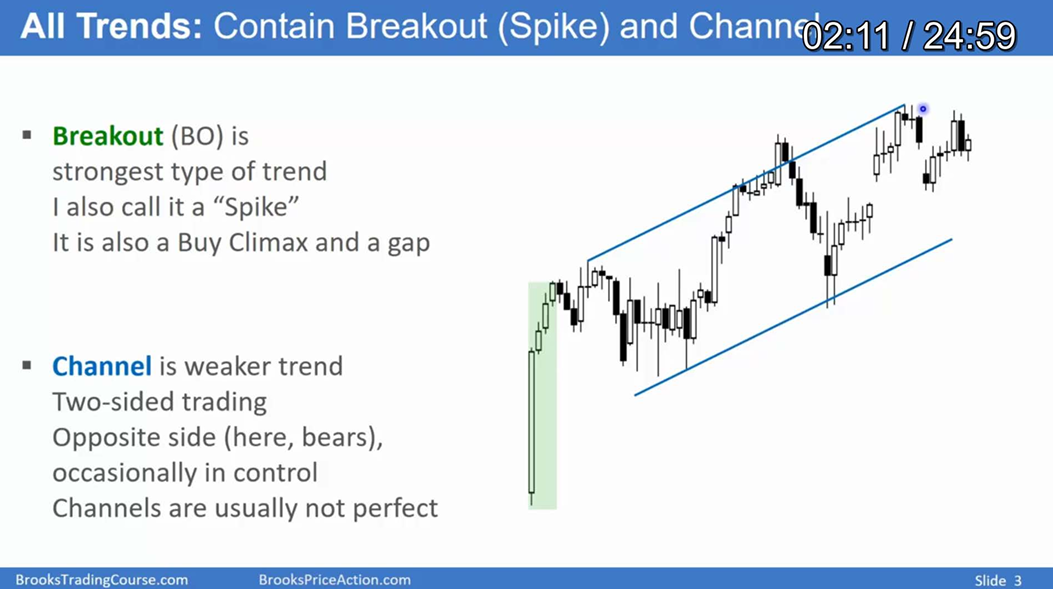 All Trends: Contain Breakout (Spike) and Channel
02:11 / 24:59
▪ Breakout (BO) is
strongest type of trend
I also call it a “Spike”
It is also a Buy Climax and a gap
▪ Channel is weaker trend
Two-sided trading
Opposite side (here, bears),
occasionally in control
Channels are usually not perfect
BrooksTradingCourse.com BrooksPriceAction.com Slide 3